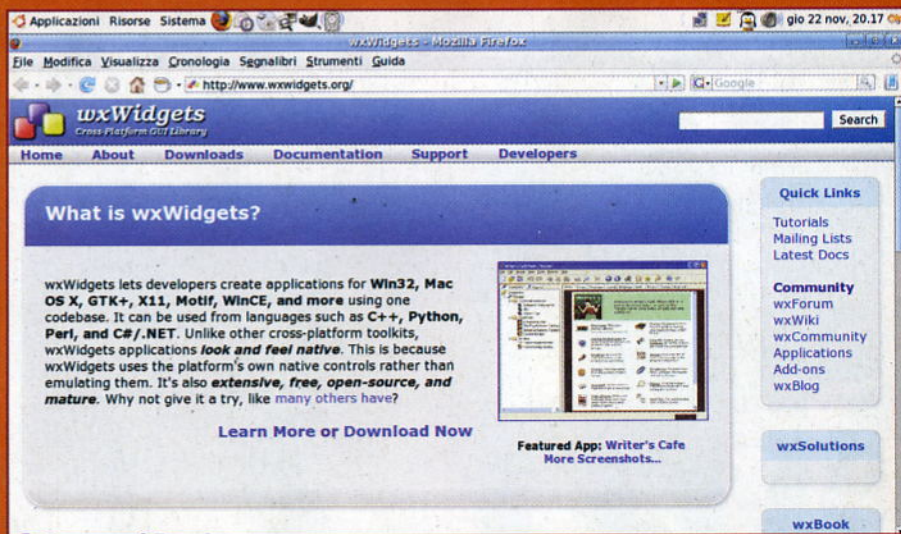 Applicazioni Risorse Sistema
gio 22 nov, 20.17
wxWidgets - Mozilla Firefox
File Modifica Visualizza Cronologia Segnalibri Strumenti Guida
http://www.wxwidgets.org/
Google
wxWidgets
Cross-Platform GUI Library
Search
Home About Downloads Documentation Support Developers
What is wxWidgets?
wxWidgets lets developers create applications for Win32, Mac
OS X, GTK+, X11, Motif, WinCE, and more using one
codebase. It can be used from languages such as C++, Python,
Perl, and C#/.NET. Unlike other cross-platform toolkits,
wxWidgets applications look and feel native. This is because
wxWidgets uses the platform's own native controls rather than
emulating them. It's also extensive, free, open-source, and
mature. Why not give it a try, like many others have?
Learn More or Download Now
Featured App: Writer's Cafe
More Screenshots...
Quick Links
Tutorials
Mailing Lists
Latest Docs
Community
wxForum
wxWiki
wxCommunity
Applications
Add-ons
wxBlog
wxSolutions
wxBook